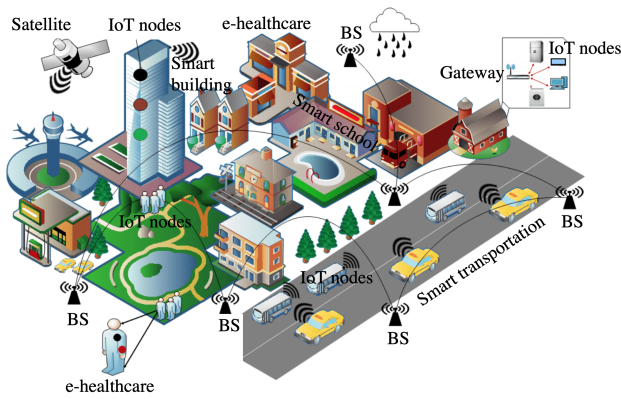 Satellite
IoT nodes
e-healthcare
BS
IoT nodes
Smart
building
Gateway
Smart school
IoT nodes
BS
BS
Smart transportation
IoT nodes
BS
BS
BS
e-healthcare